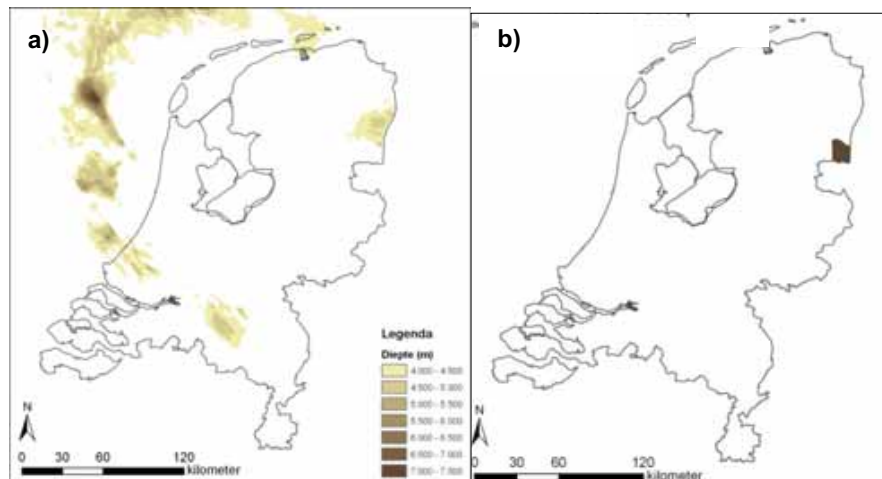 a)
Legenda
Diepte (m)
4 000 - 4 500
4 500 - 5 000
5 000 - 5 500
5 500 - 6 000
6 000 - 6 500
6 500 - 7 000
7 000 - 7 500
N
0 30 60 120
kilometer
b)
N
0 30 60 120
kilometer